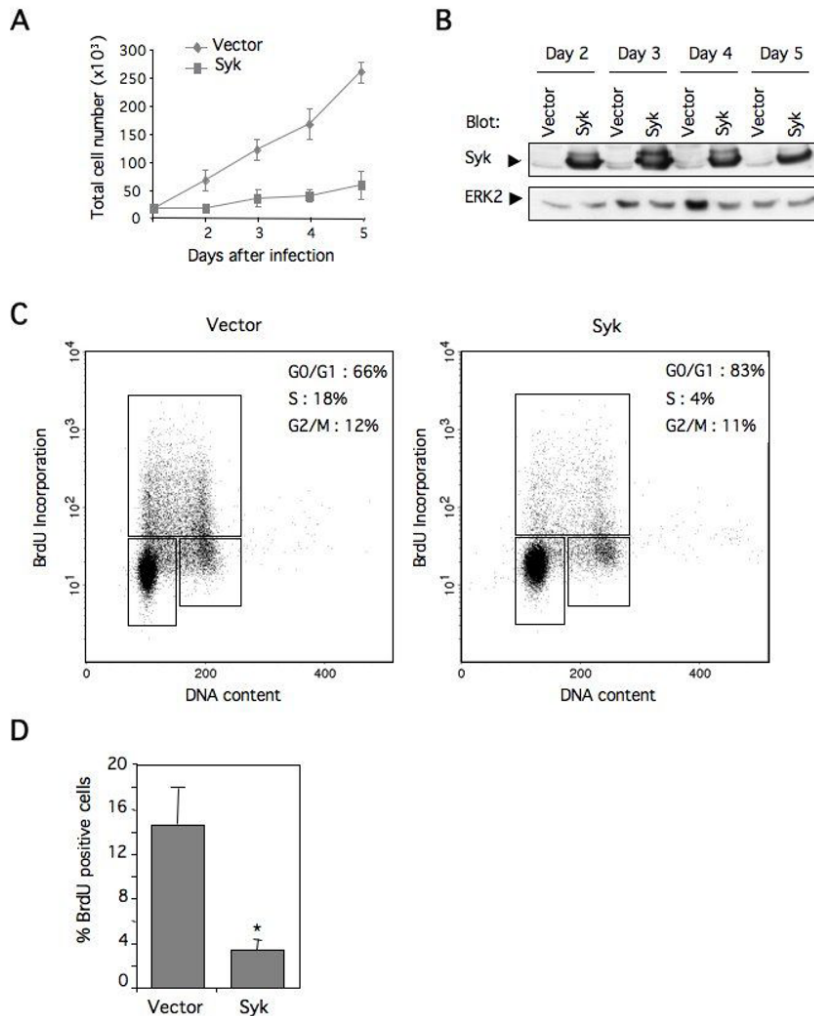 A
Total cell number (x10³)
300
250
200
150
100
50
0
Vector
Syk
2
3
4
5
Days after infection
B
Day 2 Day 3 Day 4 Day 5
Blot:
Vector Syk Vector Syk Vector Syk Vector Syk
Syk
ERK2
C
Vector
BrdU Incorporation
10⁴
10³
10²
10¹
G0/G1 : 66%
S : 18%
G2/M : 12%
0 200 400
DNA content
Syk
BrdU Incorporation
10⁴
10³
10²
10¹
G0/G1 : 83%
S : 4%
G2/M : 11%
0 200 400
DNA content
D
% BrdU positive cells
20
16
12
8
4
0
*
Vector Syk